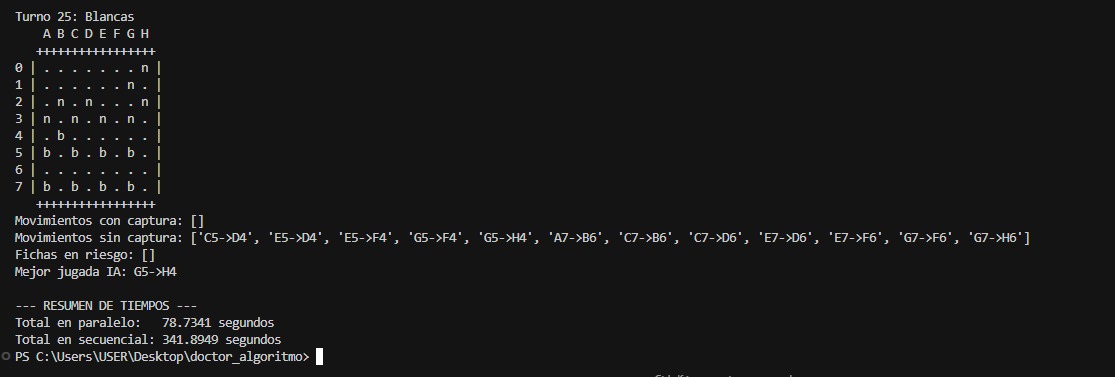 Turno 25: Blancas
A B C D E F G H
+++++++++++++++++
0 | . . . . . . . n |
1 | . . . . . . n . |
2 | . n . n . . . n |
3 | n . n . n . n . |
4 | . b . . . . . . |
5 | b . b . b . b . |
6 | . . . . . . . . |
7 | b . b . b . b . |
+++++++++++++++++
Movimientos con captura: []
Movimientos sin captura: ['C5->D4', 'E5->D4', 'E5->F4', 'G5->F4', 'G5->H4', 'A7->B6', 'C7->B6', 'C7->D6', 'E7->D6', 'E7->F6', 'G7->F6', 'G7->H6']
Fichas en riesgo: []
Mejor jugada IA: G5->H4
--- RESUMEN DE TIEMPOS ---
Total en paralelo: 78.7341 segundos
Total en secuencial: 341.8949 segundos
PS C:\Users\USER\Desktop\doctor_algoritmo>